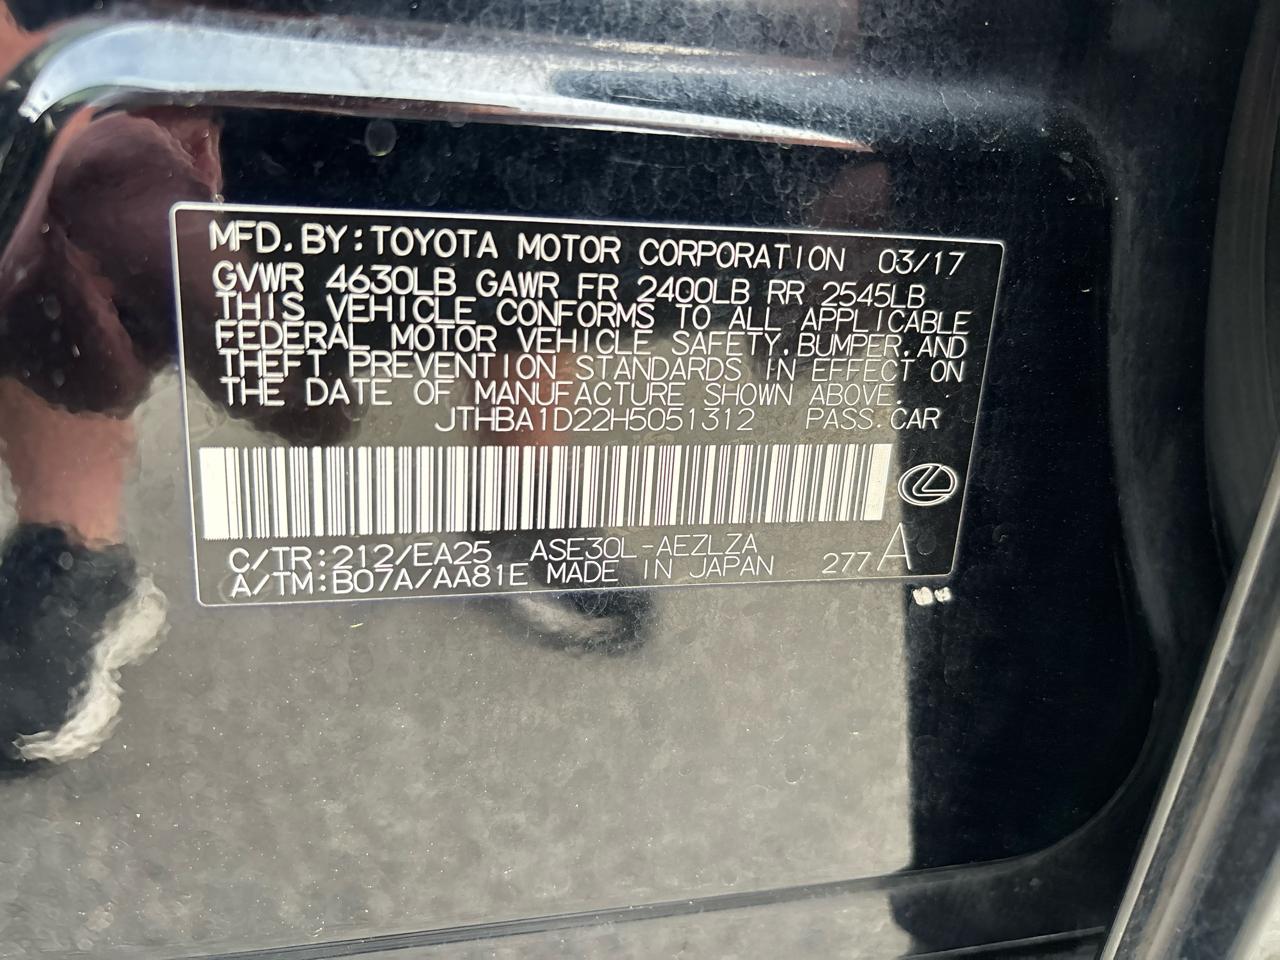 MFD.BY:TOYOTA MOTOR CORPORATION 03/17
GVWR 4630LB GAWR FR 2400LB RR 2545LB
THIS VEHICLE CONFORMS TO ALL APPLICABLE
FEDERAL MOTOR VEHICLE SAFETY,BUMPER,AND
THEFT PREVENTION STANDARDS IN EFFECT ON
THE DATE OF MANUFACTURE SHOWN ABOVE.
JTHBA1D22H5051312 PASS.CAR
C/TR:212/EA25 ASE30L-AEZLZA
A/TM:B07A/AA81E MADE IN JAPAN 277A